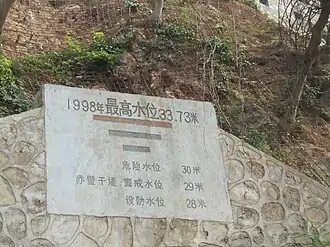 1998年最高水位33.73米
危险水位 30米
赤壁干堤:警戒水位 29米
设防水位 28米